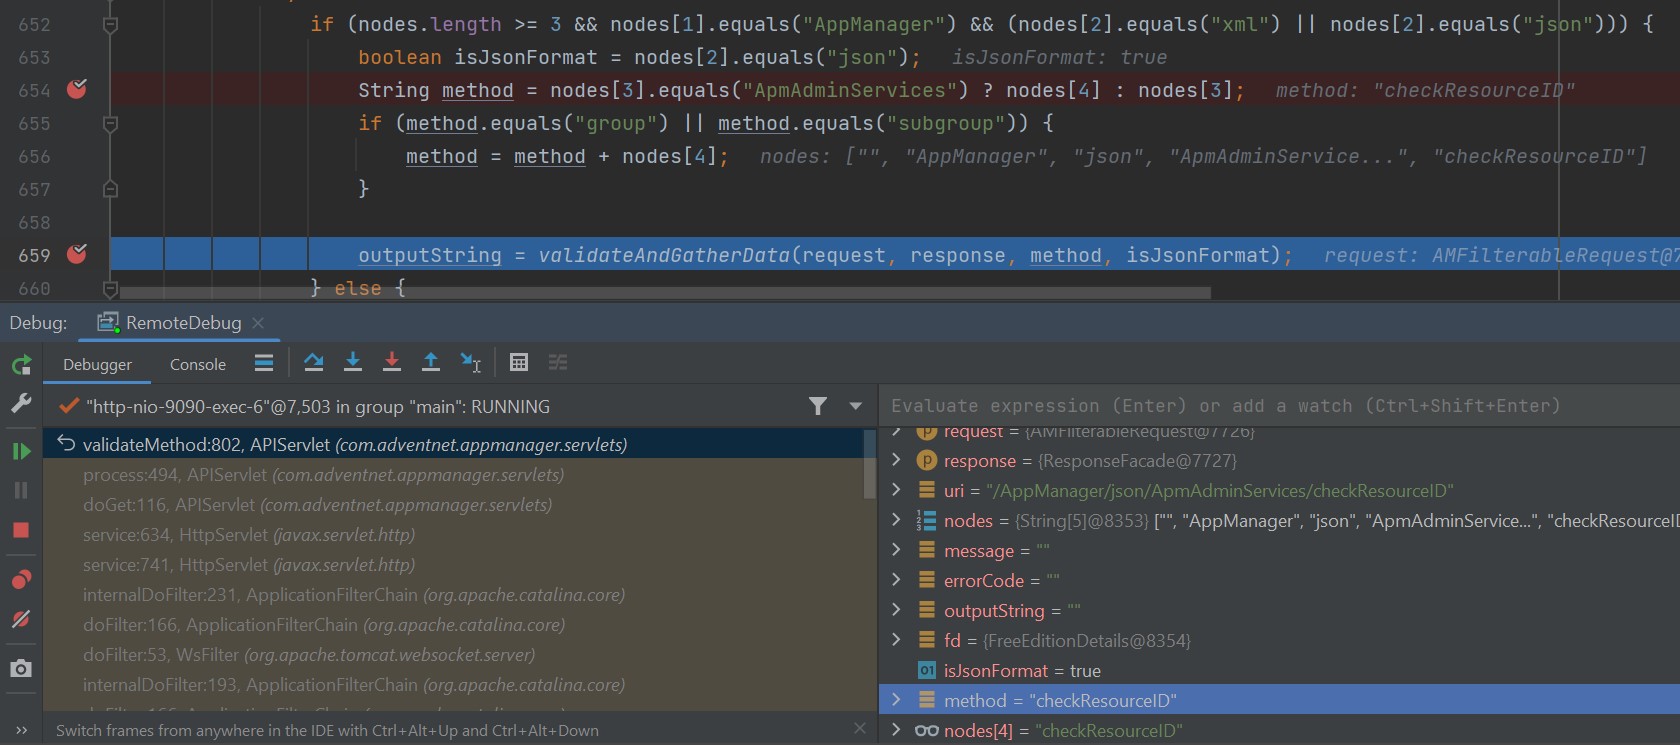 652 if (nodes.length >= 3 && nodes[1].equals("AppManager") && (nodes[2].equals("xml") || nodes[2].equals("json"))) {
653 boolean isJsonFormat = nodes[2].equals("json"); isJsonFormat: true
654 String method = nodes[3].equals("ApmAdminServices") ? nodes[4] : nodes[3]; method: "checkResourceID"
655 if (method.equals("group") || method.equals("subgroup")) {
656 method = method + nodes[4]; nodes: ["", "AppManager", "json", "ApmAdminService...", "checkResourceID"]
657 }
658
659 outputString = validateAndGatherData(request, response, method, isJsonFormat); request: AMFilterableRequest@7
660 } else {
Debug: RemoteDebug
Debugger Console
"http-nio-9090-exec-6"@7,503 in group "main": RUNNING
validateMethod:802, APIServlet (com.adventnet.appmanager.servlets)
process:494, APIServlet (com.adventnet.appmanager.servlets)
doGet:116, APIServlet (com.adventnet.appmanager.servlets)
service:634, HttpServlet (javax.servlet.http)
service:741, HttpServlet (javax.servlet.http)
internalDoFilter:231, ApplicationFilterChain (org.apache.catalina.core)
doFilter:166, ApplicationFilterChain (org.apache.catalina.core)
doFilter:53, WsFilter (org.apache.tomcat.websocket.server)
internalDoFilter:193, ApplicationFilterChain (org.apache.catalina.core)
doFilter:166, ApplicationFilterChain (org.apache.catalina.core)
Switch frames from anywhere in the IDE with Ctrl+Alt+Up and Ctrl+Alt+Down
Evaluate expression (Enter) or add a watch (Ctrl+Shift+Enter)
request = {AMFilterableRequest@7726}
response = {ResponseFacade@7727}
uri = "/AppManager/json/ApmAdminServices/checkResourceID"
nodes = {String[5]@8353} ["", "AppManager", "json", "ApmAdminService...", "checkResourceID
message = ""
errorCode = ""
outputString = ""
fd = {FreeEditionDetails@8354}
01 isJsonFormat = true
method = "checkResourceID"
nodes[4] = "checkResourceID"